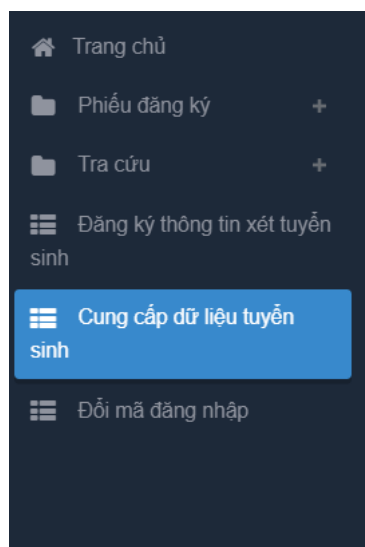 Trang chủ
Phiếu đăng ký +
Tra cứu +
Đăng ký thông tin xét tuyển
sinh
Cung cấp dữ liệu tuyển
sinh
Đổi mã đăng nhập